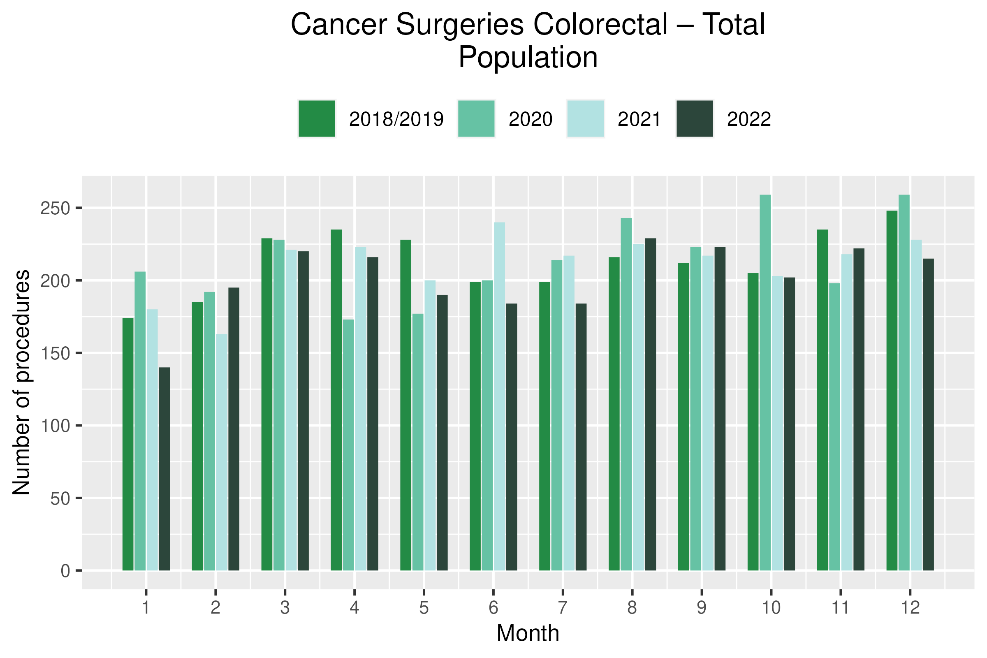 Cancer Surgeries Colorectal – Total
Population
2018/2019 2020 2021 2022
Number of procedures
250
200
150
100
50
0
1 2 3 4 5 6 7 8 9 10 11 12
Month